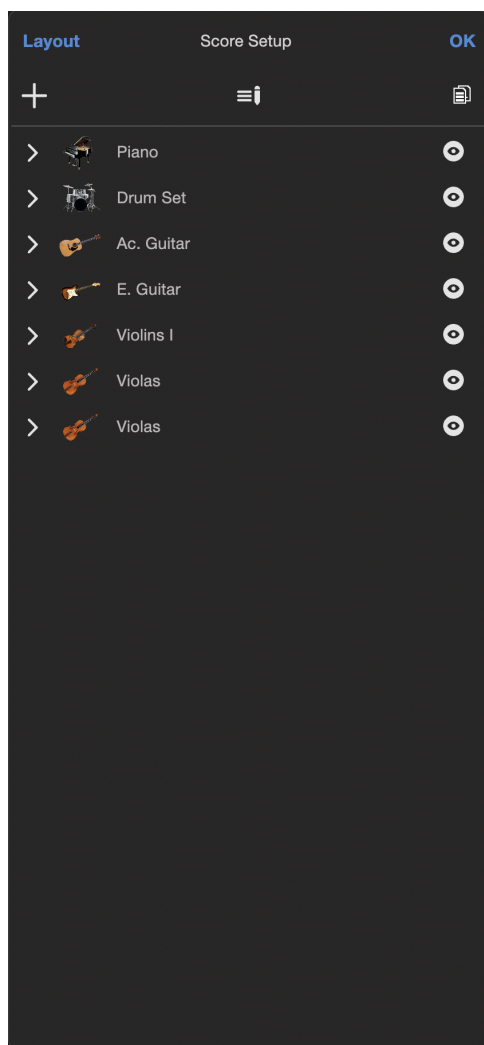 Layout Score Setup OK
Piano
Drum Set
Ac. Guitar
E. Guitar
Violins I
Violas
Violas